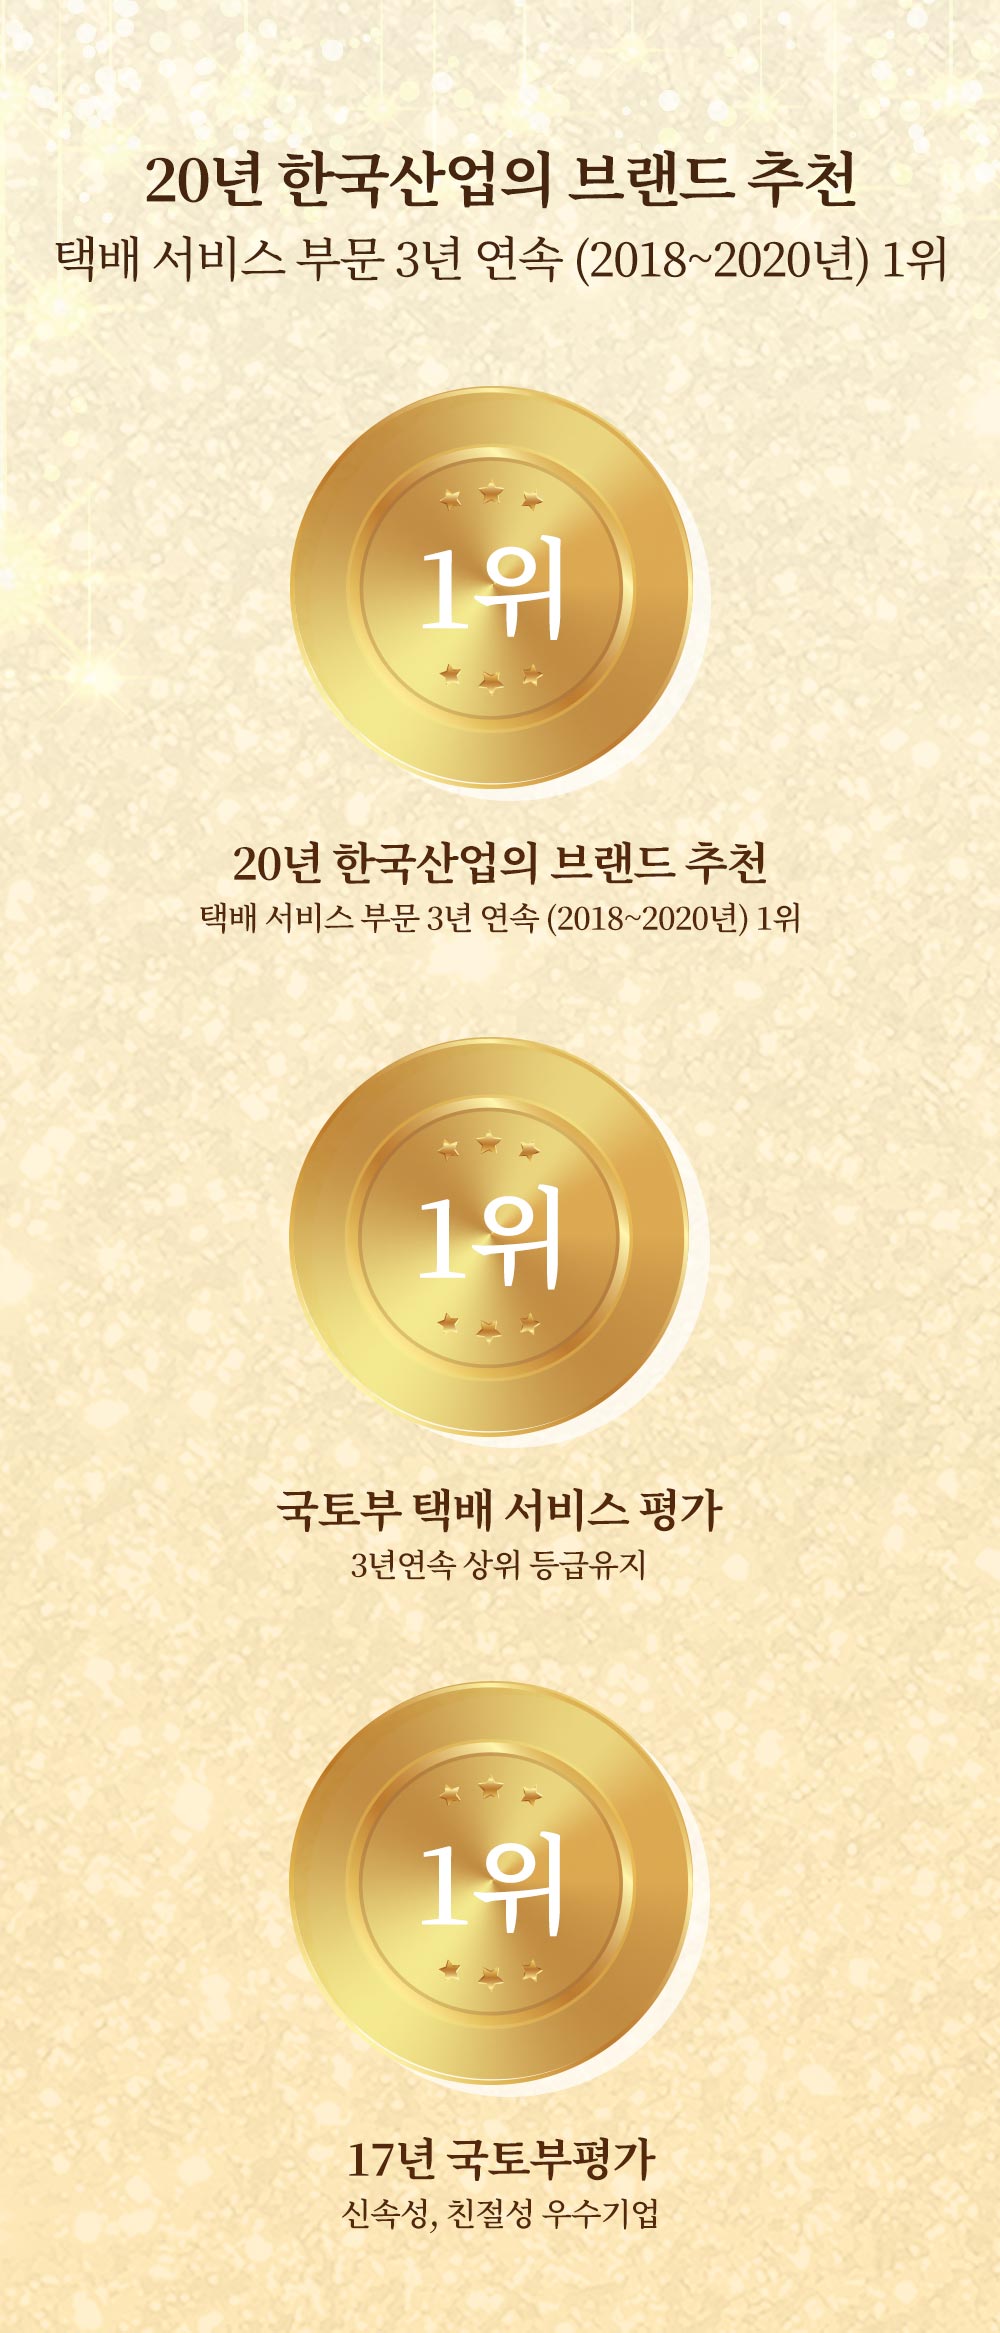 20년 한국산업의 브랜드 추천
택배 서비스 부문 3년 연속 (2018~2020년) 1위
1위
20년 한국산업의 브랜드 추천
택배 서비스 부문 3년 연속 (2018~2020년) 1위
1위
국토부 택배 서비스 평가
3년연속 상위 등급유지
1위
17년 국토부평가
신속성, 친절성 우수기업